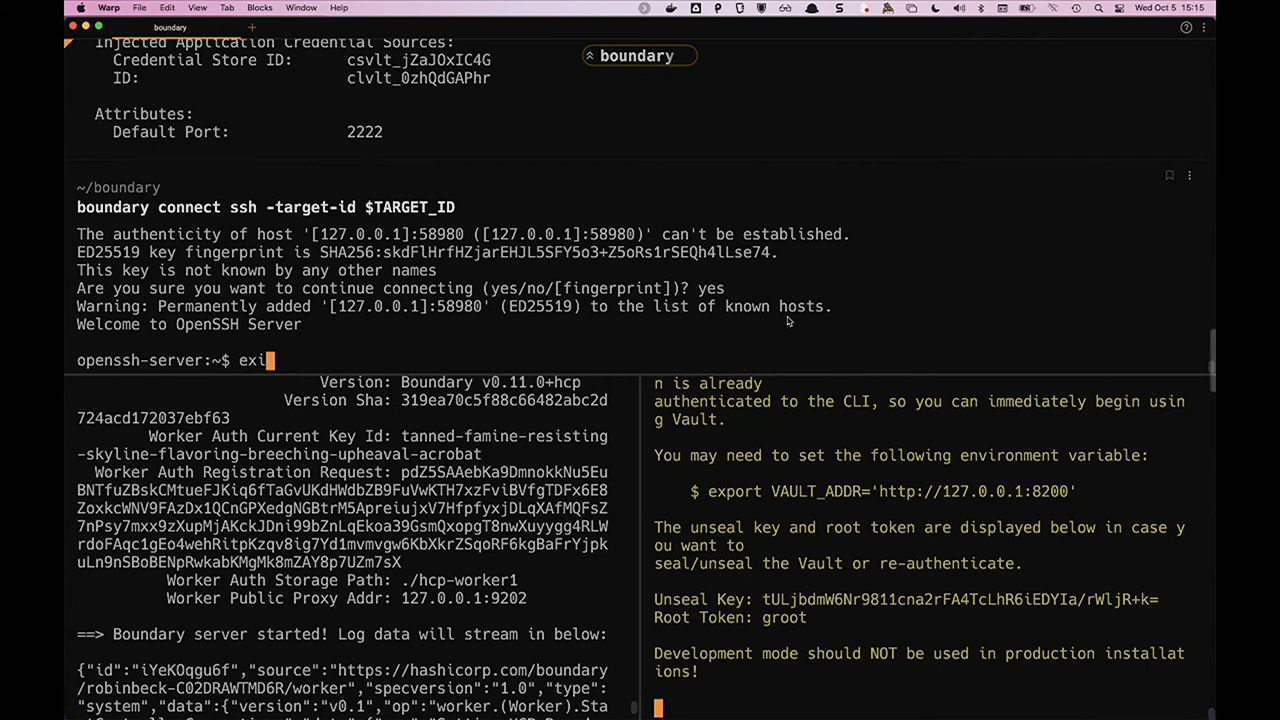 Warp File Edit View Tab Blocks Window Help Wed Oct 5 15:15
boundary
Injected Application Credential Sources:
boundary
Credential Store ID: csvlt_jZaJOxIC4G
ID: clvlt_0zhQdGAPhr
Attributes:
Default Port: 2222
~/boundary
boundary connect ssh -target-id $TARGET_ID
The authenticity of host '[127.0.0.1]:58980 ([127.0.0.1]:58980)' can't be established.
ED25519 key fingerprint is SHA256:skdFlHrfHZjarEHJL5SFY5o3+Z5oRs1rSEQh4lLse74.
This key is not known by any other names
Are you sure you want to continue connecting (yes/no/[fingerprint])? yes
Warning: Permanently added '[127.0.0.1]:58980' (ED25519) to the list of known hosts.
Welcome to OpenSSH Server
openssh-server:~$ exi
Version: Boundary v0.11.0+hcp
Version Sha: 319ea70c5f88c66482abc2d
724acd172037ebf63
Worker Auth Current Key Id: tanned-famine-resisting
-skyline-flavoring-breeching-upheaval-acrobat
Worker Auth Registration Request: pdZ5SAAebKa9DmnokkNu5Eu
BNTfuZBskCMtueFJKiq6fTaGvUKdHWdbZB9FuVwKTH7xzFviBVfgTDFx6E8
ZoxkcWNV9FAzDx1QCnGPXedgNGBtrM5ApreiujxV7HfpfyxjDLqXAfMQFsZ
7nPsy7mxx9zXupMjAKckJDni99bZnLqEkoa39GsmQxopgT8nwXuyygg4RLW
rdoFAqc1gEo4wehRitpKzqv8ig7Yd1mvmvgw6KbXkrZSqoRF6kgBaFrYjpk
uLn9nSBoBENpRwkabKMgMk8mZAY8p7UZm7sX
Worker Auth Storage Path: ./hcp-worker1
Worker Public Proxy Addr: 127.0.0.1:9202
==> Boundary server started! Log data will stream in below:
{"id":"iYeKOqgu6f","source":"https://hashicorp.com/boundary
/robinbeck-C02DRAWTMD6R/worker","specversion":"1.0","type":
"system","data":{"version":"v0.1","op":"worker.(Worker).Sta
n is already
authenticated to the CLI, so you can immediately begin usin
g Vault.
You may need to set the following environment variable:
$ export VAULT_ADDR='http://127.0.0.1:8200'
The unseal key and root token are displayed below in case y
ou want to
seal/unseal the Vault or re-authenticate.
Unseal Key: tULjbdmW6Nr9811cna2rFA4TcLhR6iEDYIa/rWljR+k=
Root Token: groot
Development mode should NOT be used in production installat
ions!